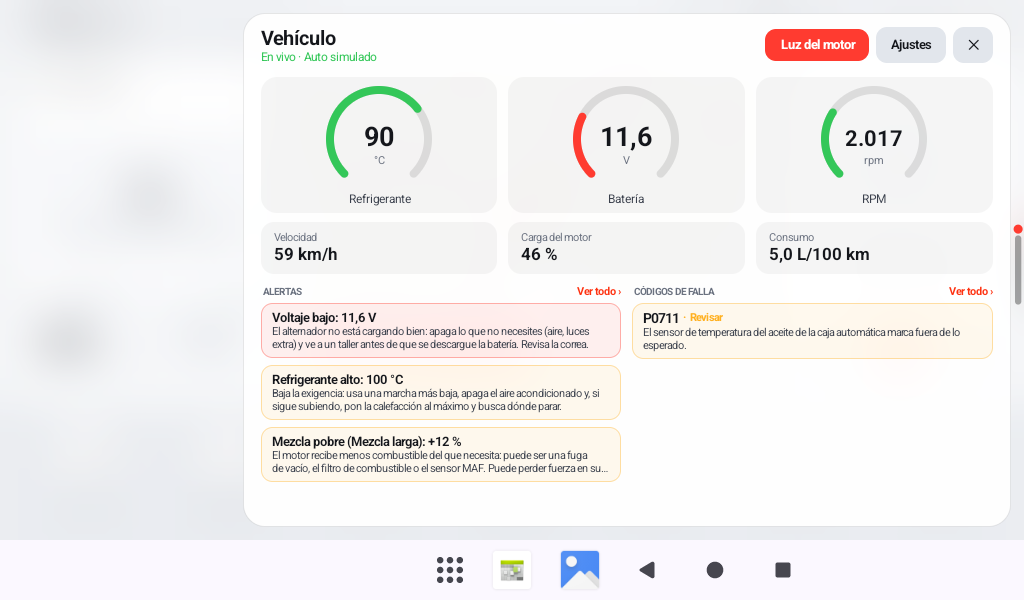 Vehículo
En vivo · Auto simulado
Luz del motor
Ajustes
90
°C
Refrigerante
11,6
V
Batería
2.017
rpm
RPM
Velocidad
59 km/h
Carga del motor
46 %
Consumo
5,0 L/100 km
ALERTAS
Ver todo ›
Voltaje bajo: 11,6 V
El alternador no está cargando bien: apaga lo que no necesites (aire, luces
extra) y ve a un taller antes de que se descargue la batería. Revisa la correa.
Refrigerante alto: 100 °C
Baja la exigencia: usa una marcha más baja, apaga el aire acondicionado y, si
sigue subiendo, pon la calefacción al máximo y busca dónde parar.
Mezcla pobre (Mezcla larga): +12 %
El motor recibe menos combustible del que necesita: puede ser una fuga
de vacío, el filtro de combustible o el sensor MAF. Puede perder fuerza en su…
CÓDIGOS DE FALLA
Ver todo ›
P0711 · Revisar
El sensor de temperatura del aceite de la caja automática marca fuera de lo
esperado.